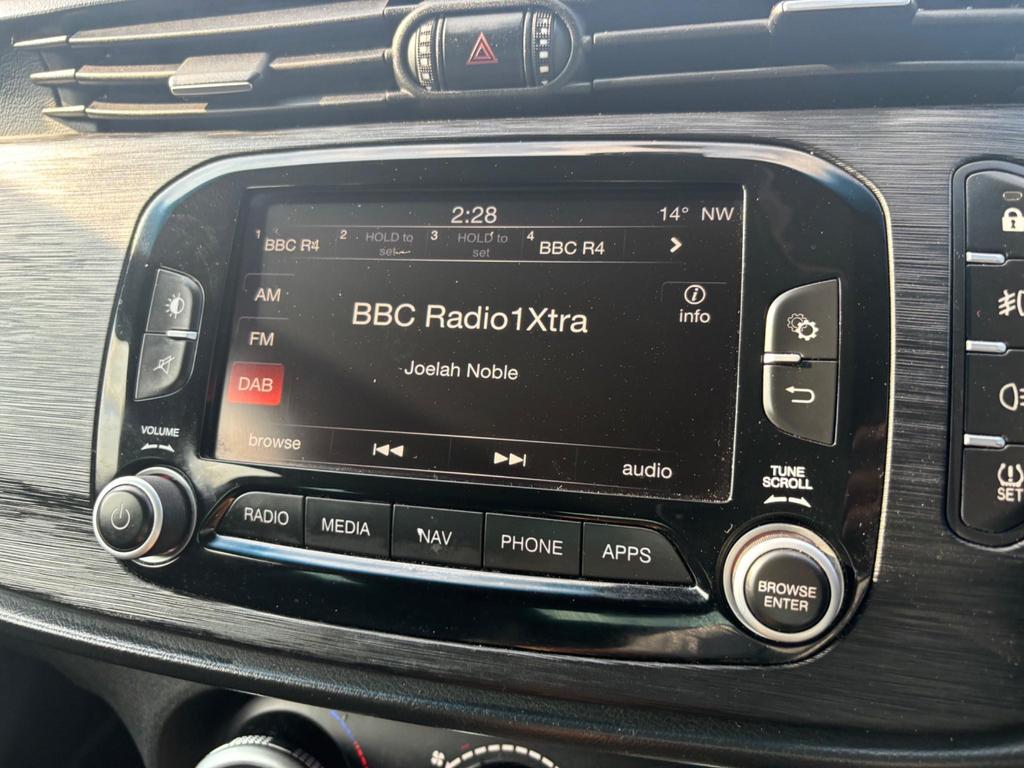 2:28
14° NW
1 BBC R4
2 HOLD to set
3 HOLD to set
4 BBC R4
AM
BBC Radio1Xtra
info
FM
Joelah Noble
DAB
browse
audio
VOLUME
TUNE
SCROLL
RADIO
MEDIA
NAV
PHONE
APPS
BROWSE
ENTER
SET